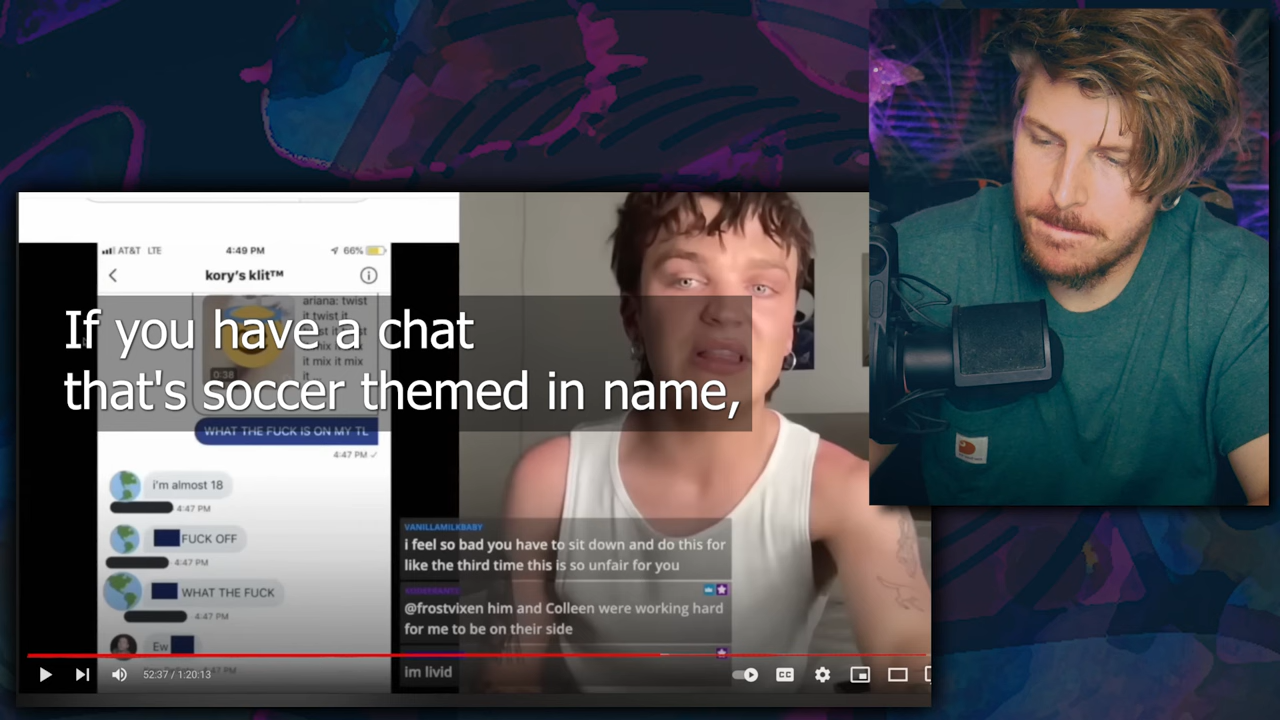 AT&T LTE
4:49 PM
66%
kory's klit™
ariana: twist
it twist it
it mix it mix
it
0:38
If you have a chat
that's soccer themed in name,
WHAT THE FUCK IS ON MY TL
4:47 PM
i'm almost 18
4:47 PM
FUCK OFF
4:47 PM
WHAT THE FUCK
4:47 PM
Ew
VANILLAMILKBABY
i feel so bad you have to sit down and do this for
like the third time this is so unfair for you
@frostvixen him and Colleen were working hard
for me to be on their side
im livid
52:37 / 1:20:13
CC